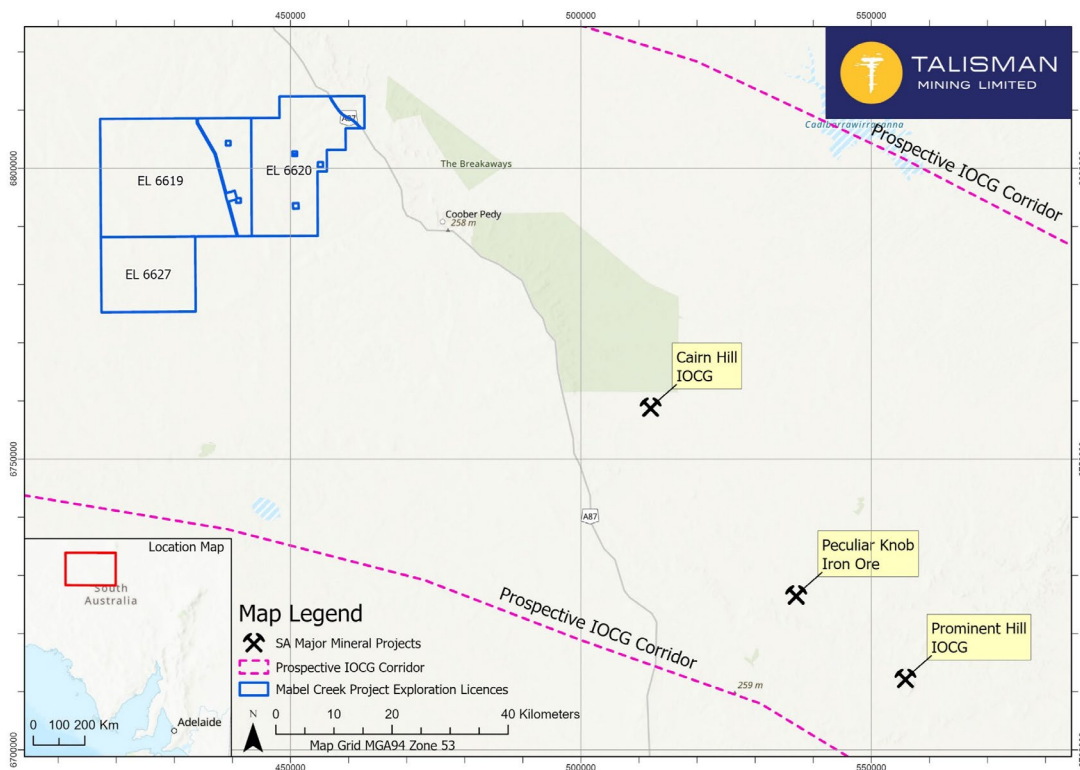 450000
500000
550000
TALISMAN
MINING LIMITED
A87
Cadibarrawirracanna
Prospective IOCG Corridor
The Breakaways
6800000
EL 6619
EL 6620
Coober Pedy
258 m
EL 6627
Cairn Hill
IOCG
6750000
A87
Peculiar Knob
Iron Ore
Location Map
South
Australia
Prospective IOCG Corridor
Prominent Hill
IOCG
259 m
Map Legend
SA Major Mineral Projects
Prospective IOCG Corridor
Mabel Creek Project Exploration Licences
N
0 10 20 40 Kilometers
Map Grid MGA94 Zone 53
0 100 200 Km
Adelaide
6700000
450000
500000
550000